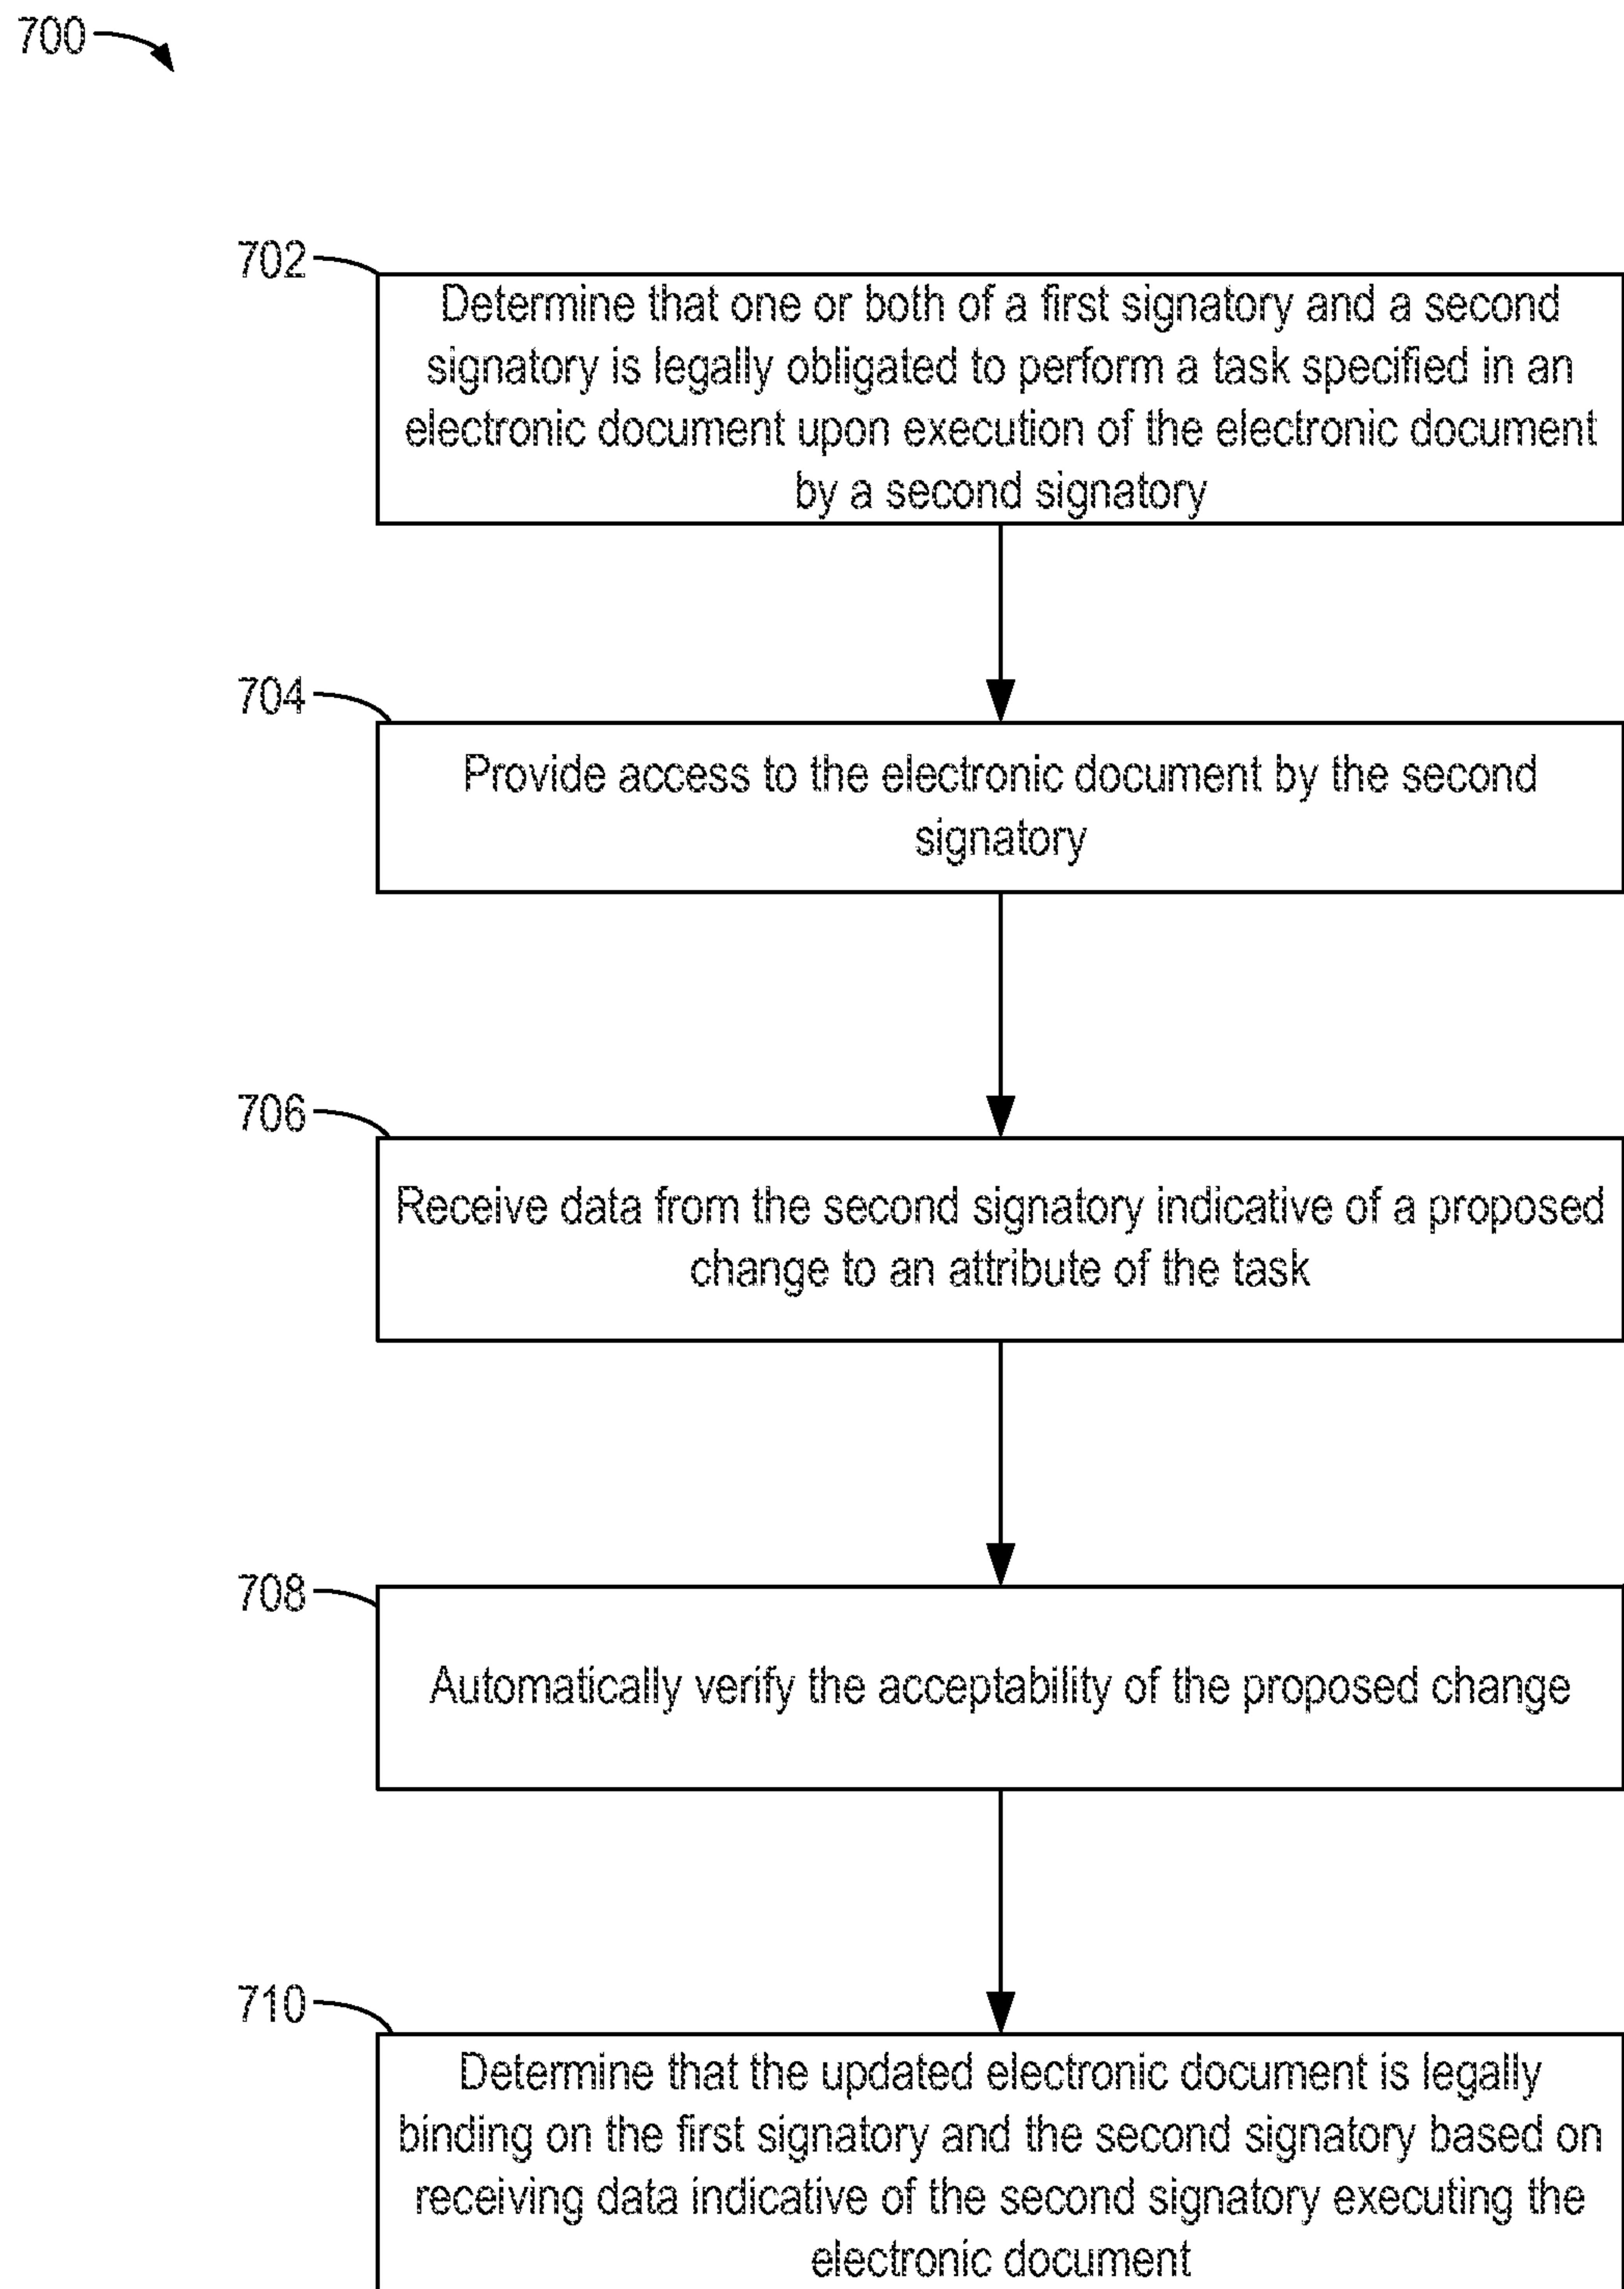 700
702
Determine that one or both of a first signatory and a second
signatory is legally obligated to perform a task specified in an
electronic document upon execution of the electronic document
by a second signatory
704
Provide access to the electronic document by the second
signatory
706
Receive data from the second signatory indicative of a proposed
change to an attribute of the task
708
Automatically verify the acceptability of the proposed change
710
Determine that the updated electronic document is legally
binding on the first signatory and the second signatory based on
receiving data indicative of the second signatory executing the
electronic document